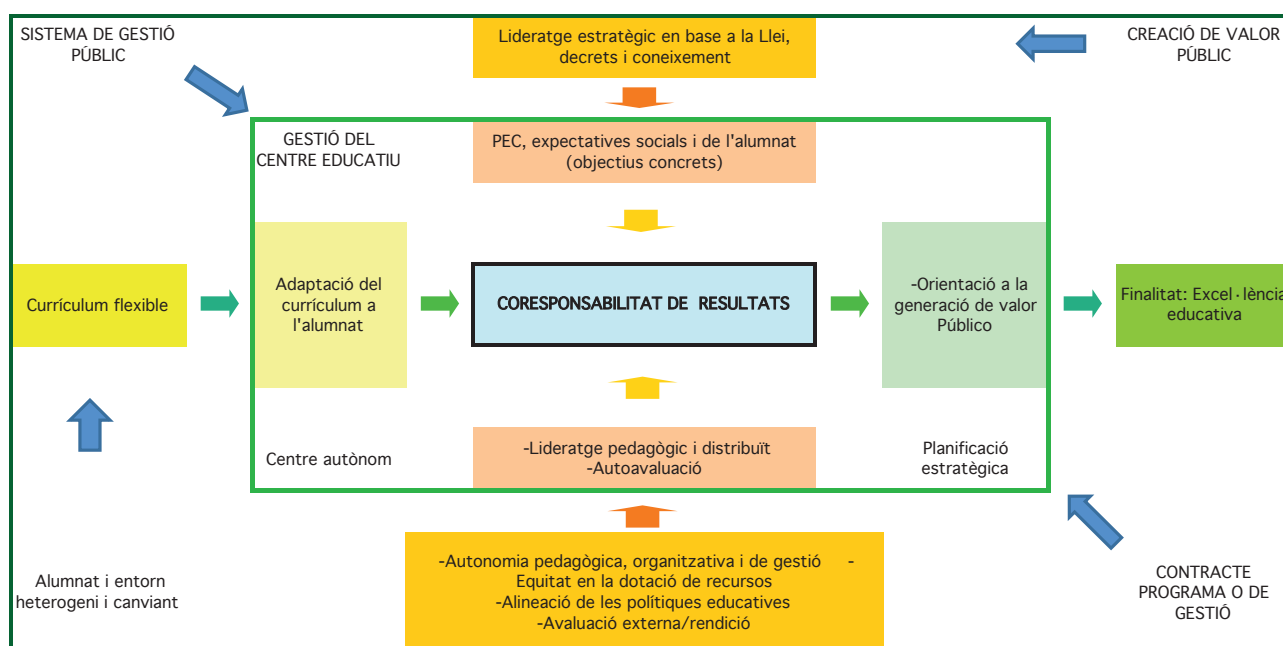 SISTEMA DE GESTIÓ
PÚBLIC
Lideratge estratègic en base a la Llei,
decrets i coneixement
CREACIÓ DE VALOR
PÚBLIC
GESTIÓ DEL
CENTRE EDUCATIU
PEC, expectatives socials i de l'alumnat
(objectius concrets)
Currículum flexible
Adaptació del
currículum a
l'alumnat
CORESPONSABILITAT DE RESULTATS
-Orientació a la
generació de valor
Público
Finalitat: Excel·lència
educativa
Centre autònom
-Lideratge pedagògic i distribuït
-Autoavaluació
Planificació
estratègica
Alumnat i entorn
heterogeni i canviant
-Autonomia pedagògica, organitzativa i de gestió -
Equitat en la dotació de recursos
-Alineació de les polítiques educatives
-Avaluació externa/rendició
CONTRACTE
PROGRAMA O DE
GESTIÓ